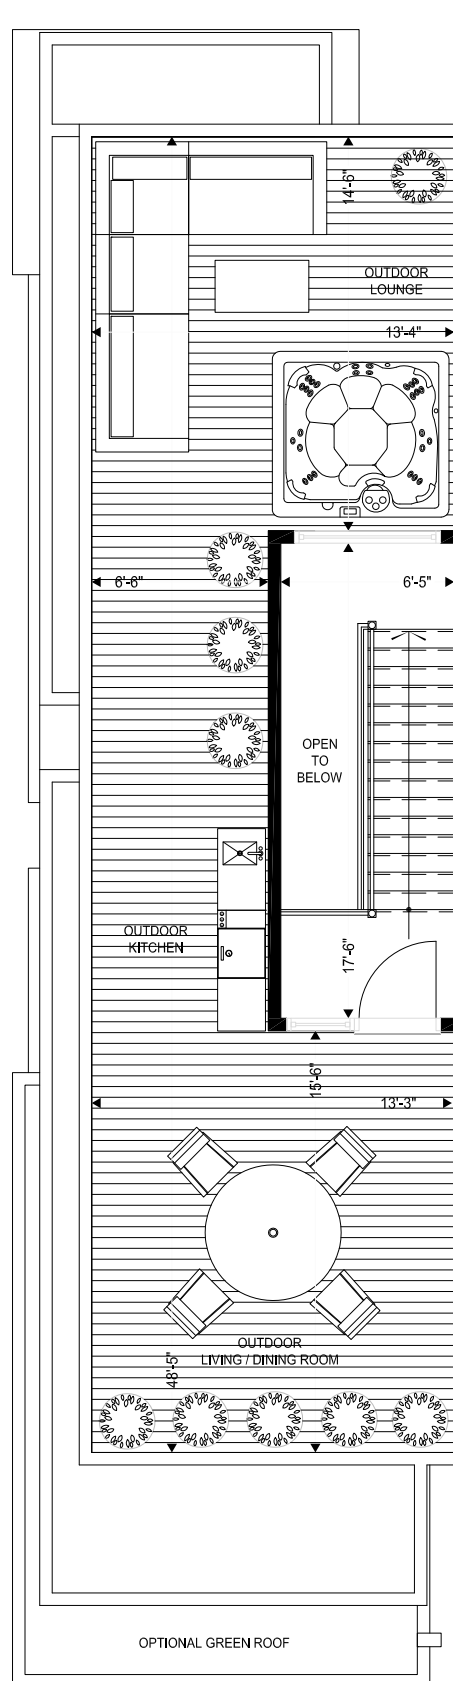 14'-6"
OUTDOOR
LOUNGE
13'-4"
6'-6"
6'-5"
OPEN
TO
BELOW
OUTDOOR
KITCHEN
17'-6"
15'-6"
13'-3"
OUTDOOR
LIVING / DINING ROOM
48'-5"
OPTIONAL GREEN ROOF